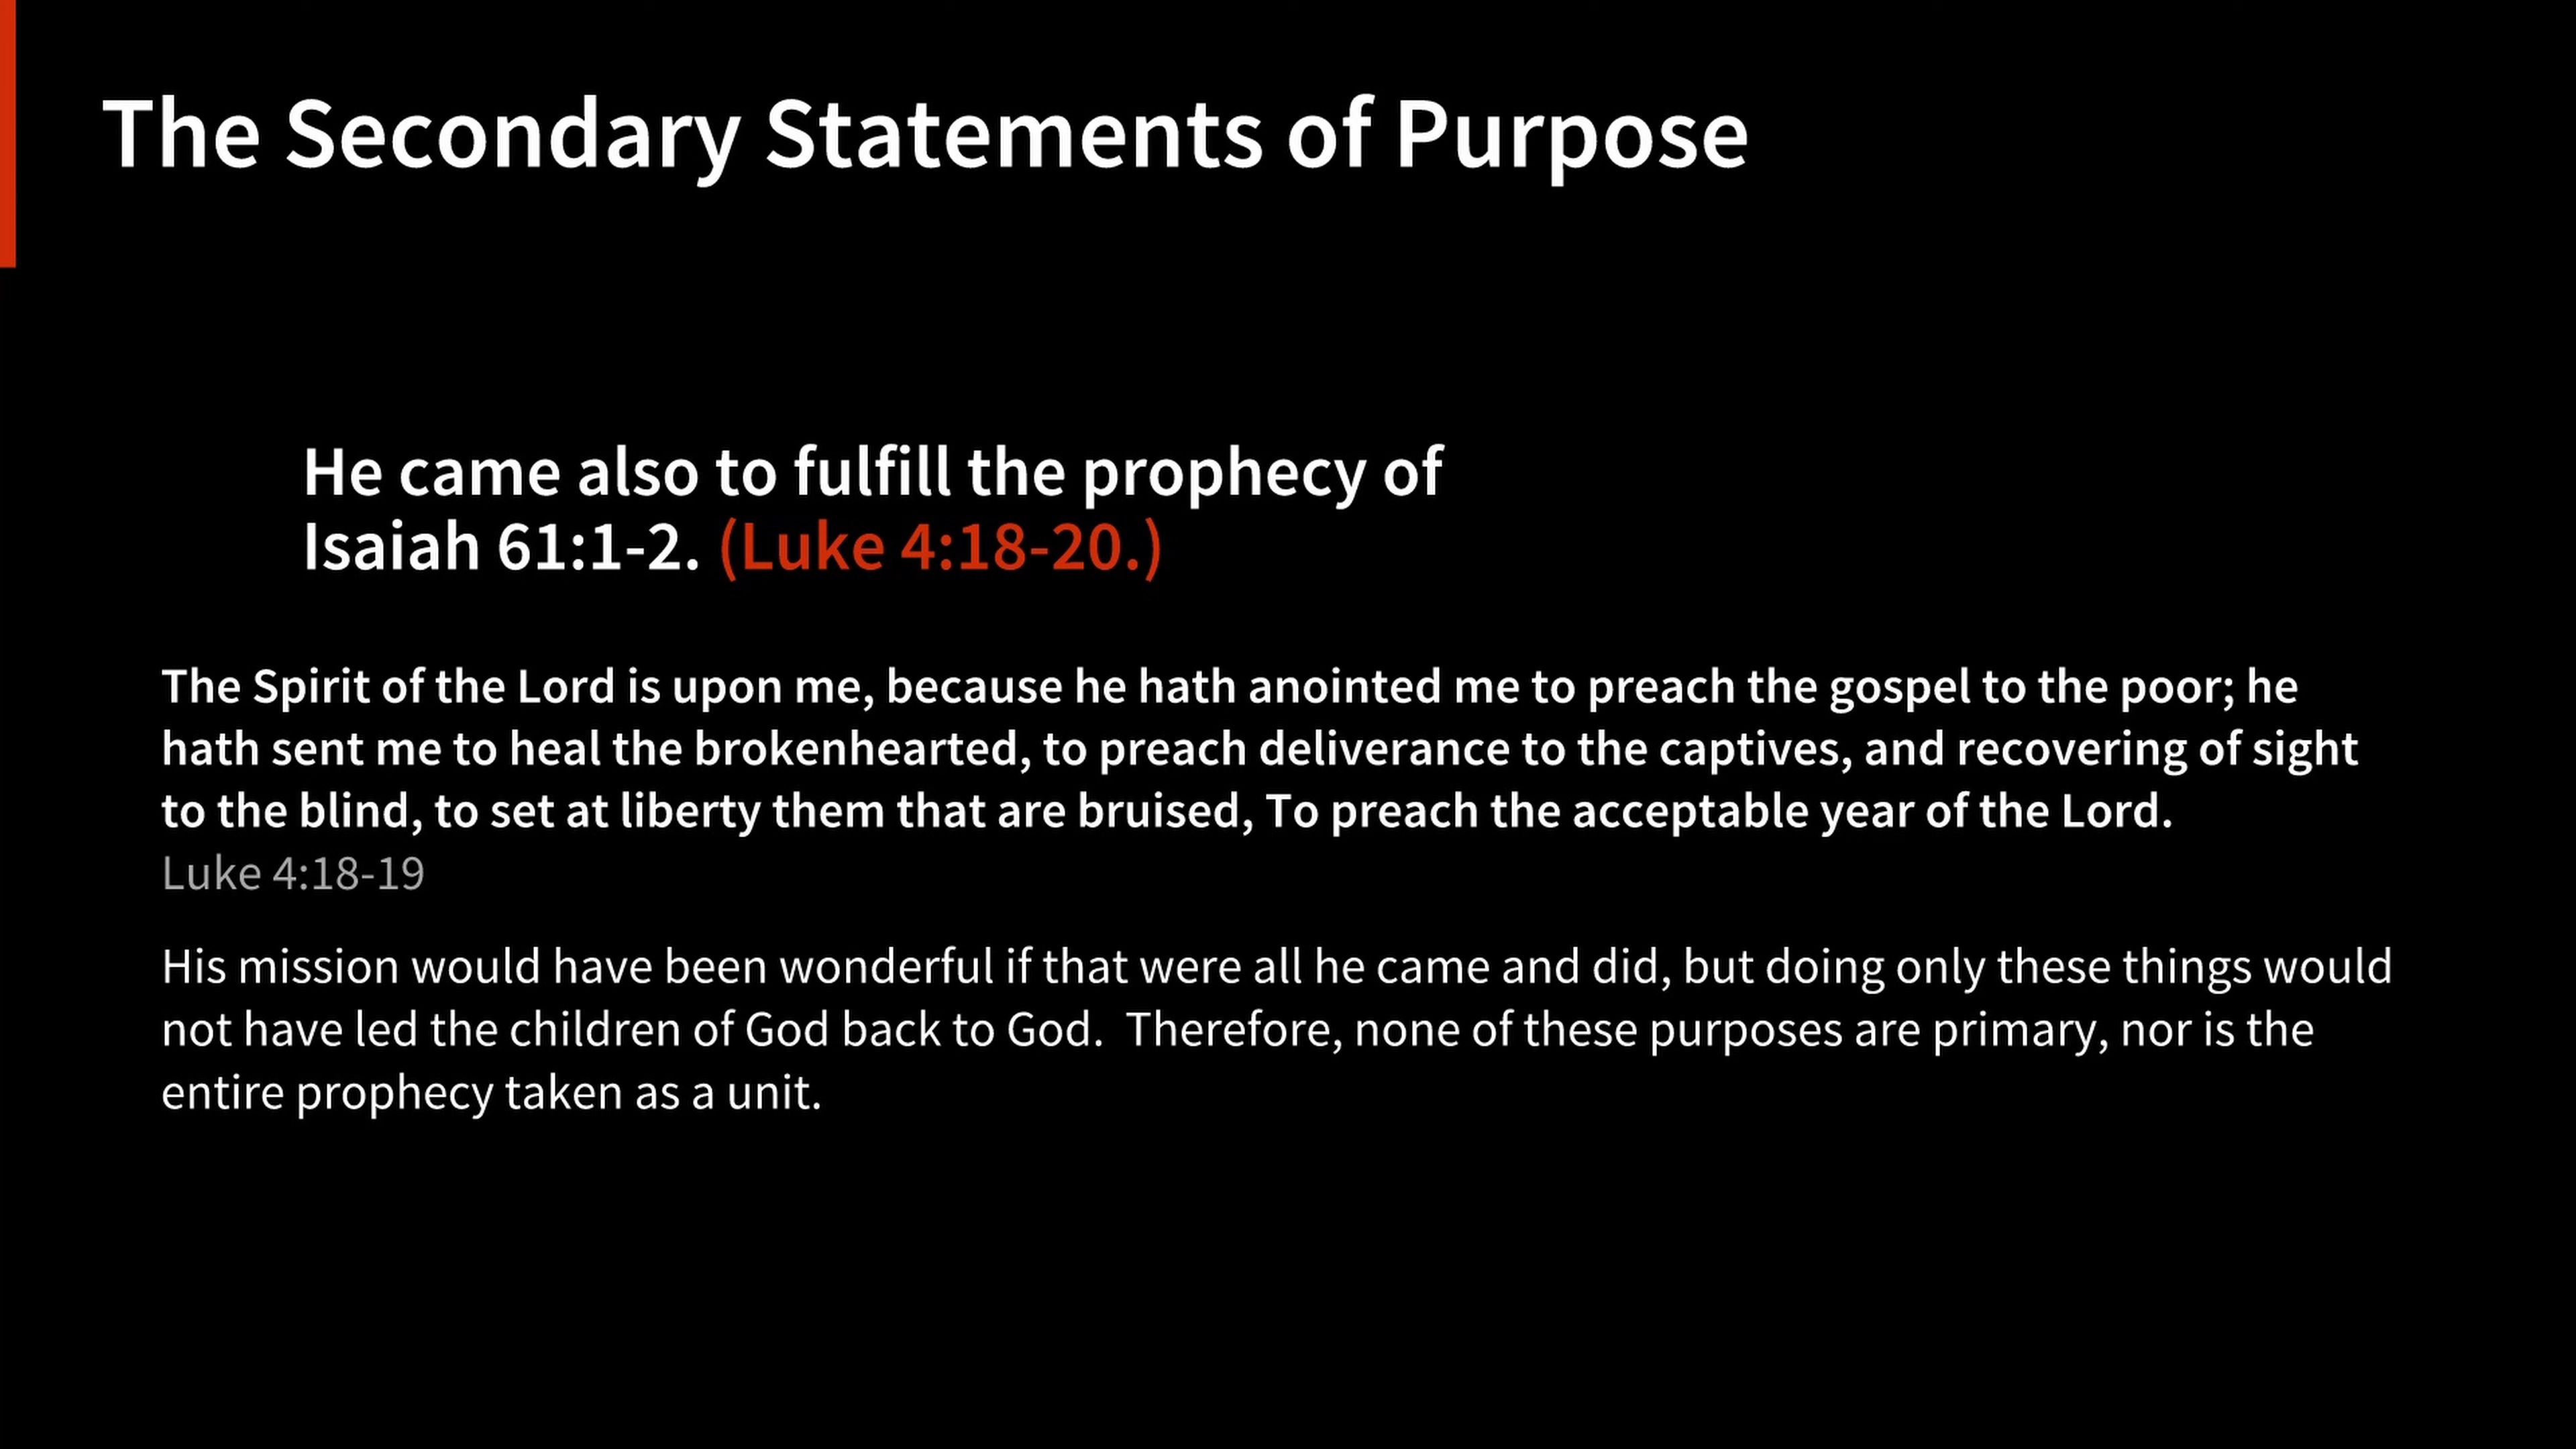 The Secondary Statements of Purpose
He came also to fulfill the prophecy of
Isaiah 61:1-2. (Luke 4:18-20.)
The Spirit of the Lord is upon me, because he hath anointed me to preach the gospel to the poor; he
hath sent me to heal the brokenhearted, to preach deliverance to the captives, and recovering of sight
to the blind, to set at liberty them that are bruised, To preach the acceptable year of the Lord.
Luke 4:18-19
His mission would have been wonderful if that were all he came and did, but doing only these things would
not have led the children of God back to God.  Therefore, none of these purposes are primary, nor is the
entire prophecy taken as a unit.